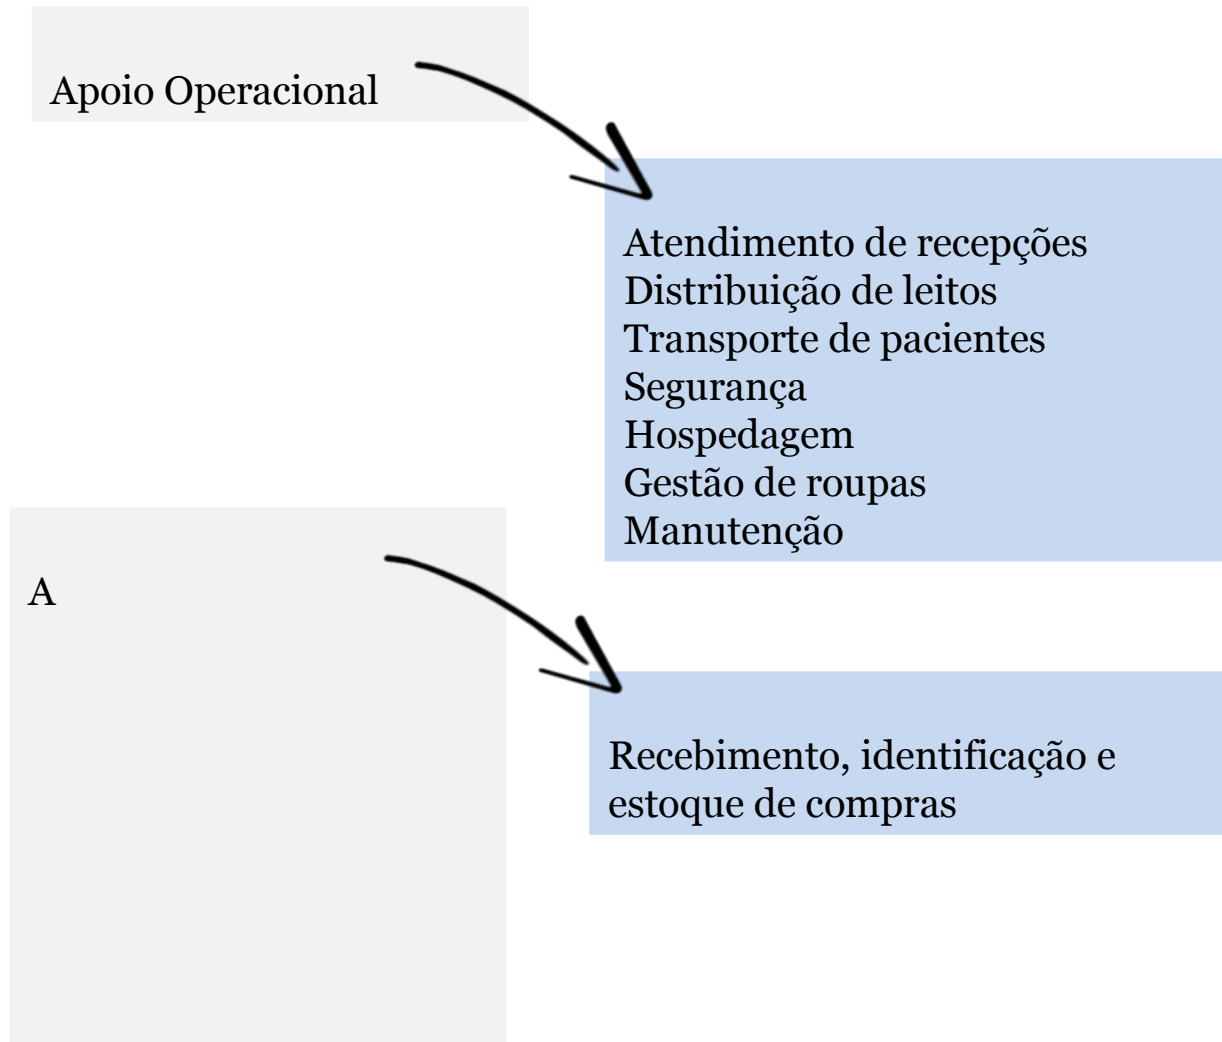 Apoio Operacional
Atendimento de recepções
Distribuição de leitos
Transporte de pacientes
Segurança
Hospedagem
Gestão de roupas
Manutenção
A
Recebimento, identificação e
estoque de compras